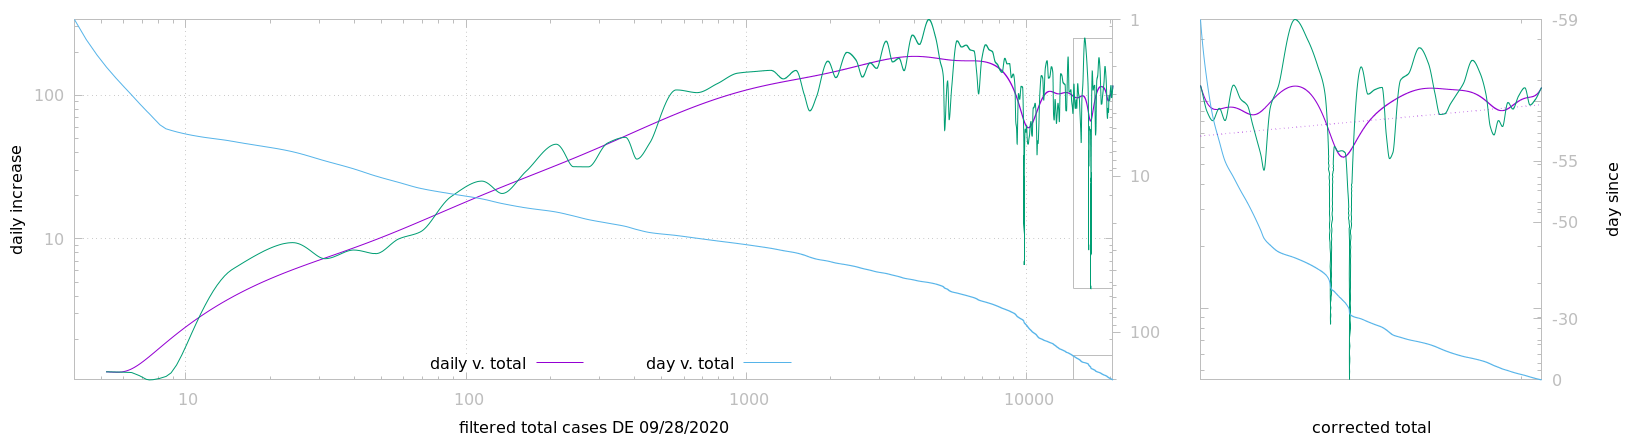 daily increase
100
10
daily v. total
day v. total
10
100
1000
10000
filtered total cases DE 09/28/2020
1
10
100
-59
-55
-50
-30
0
day since
corrected total